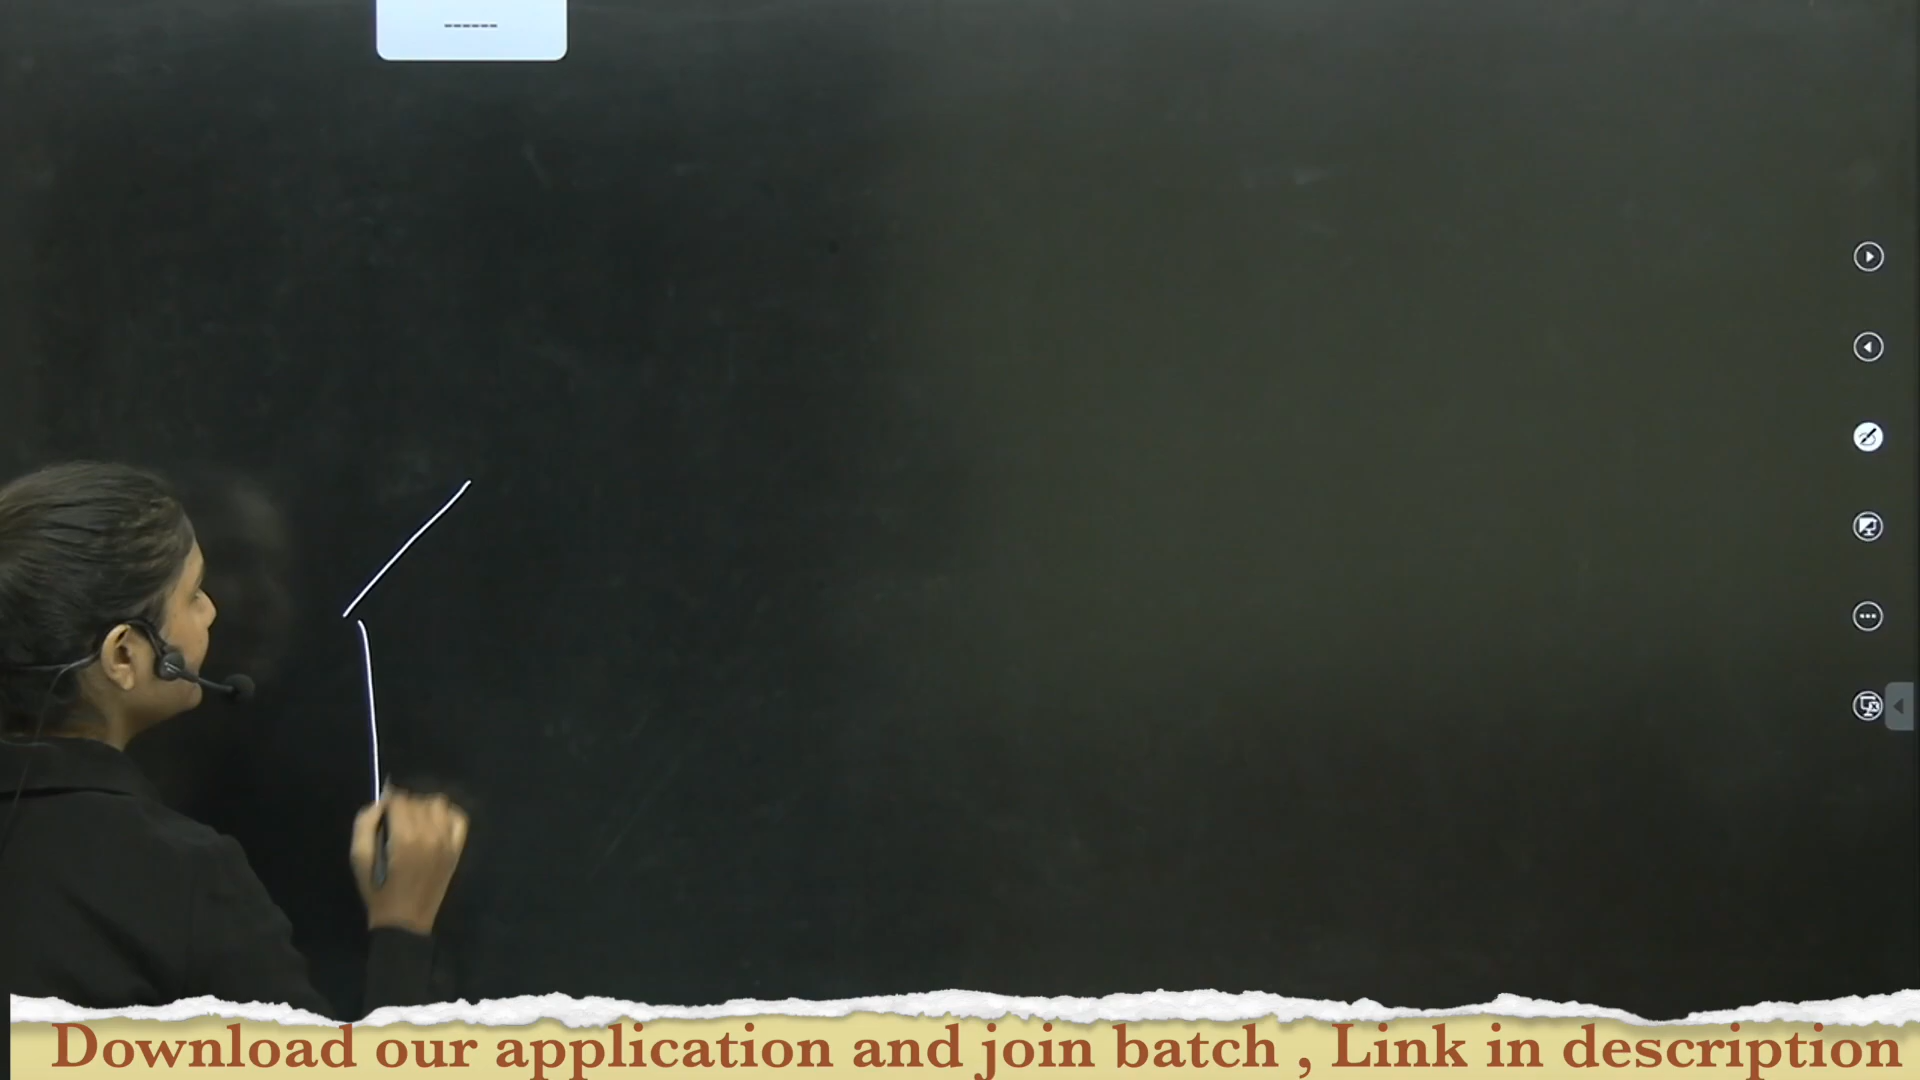 ------
Download our application and join batch , Link in description